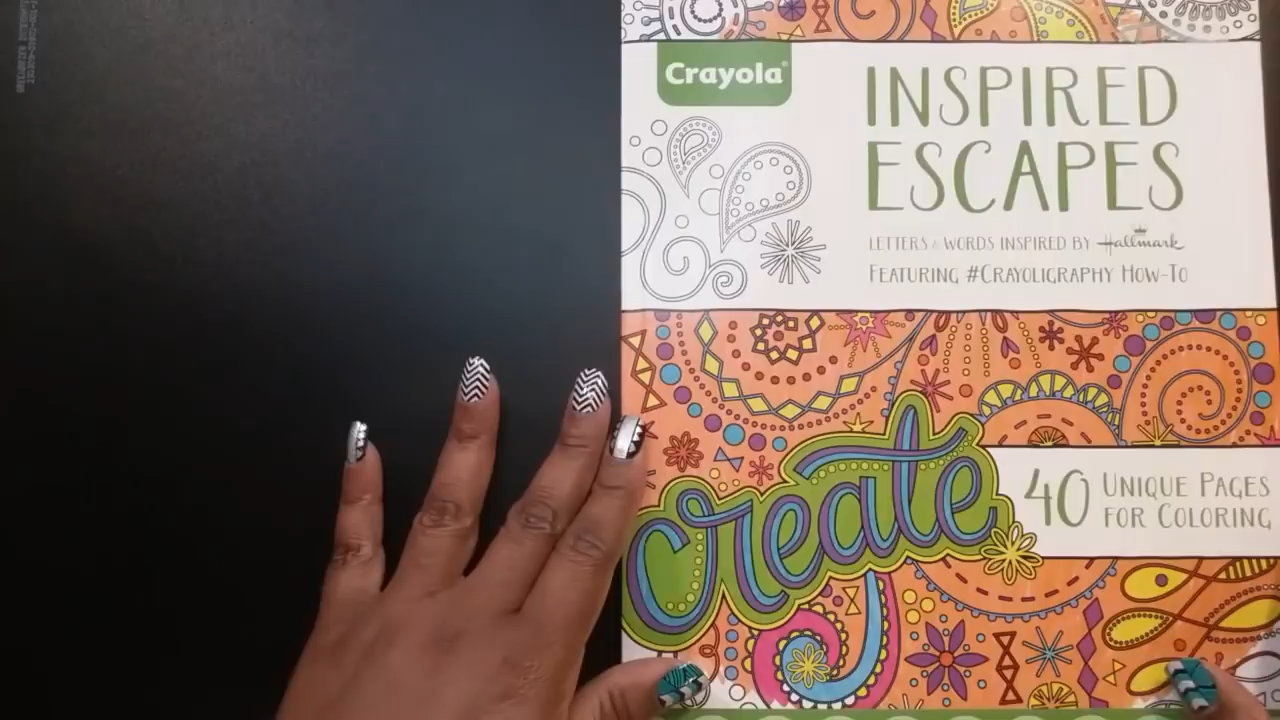 Crayola
INSPIRED
ESCAPES
LETTERS & WORDS INSPIRED BY Hallmark
FEATURING #CRAYOLIGRAPHY HOW-TO
create
40 UNIQUE PAGES
FOR COLORING